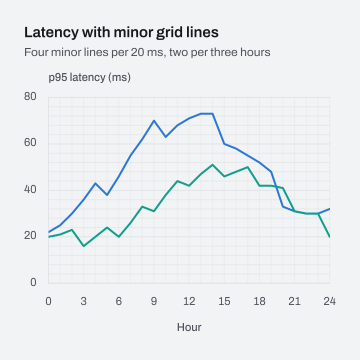 Latency with minor grid lines
Four minor lines per 20 ms, two per three hours
p95 latency (ms)
80
60
40
20
0
0 3 6 9 12 15 18 21 24
Hour